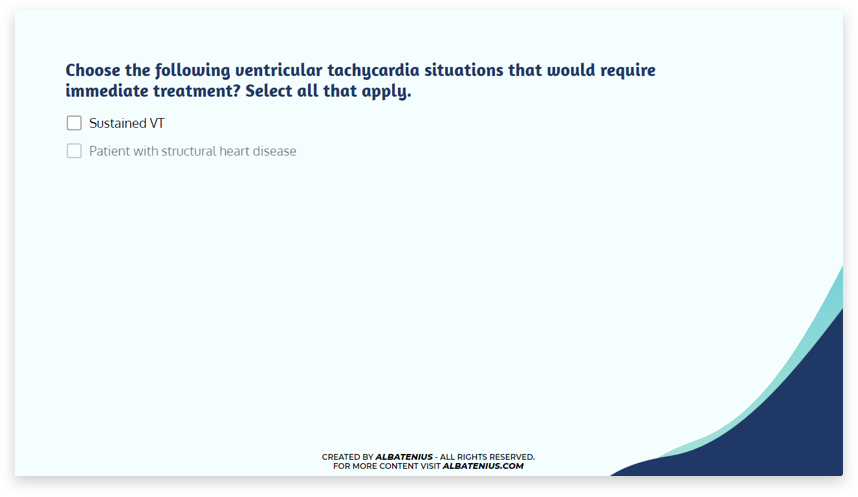 Choose the following ventricular tachycardia situations that would require
immediate treatment? Select all that apply.
Sustained VT
Patient with structural heart disease
CREATED BY ALBATENIUS - ALL RIGHTS RESERVED.
FOR MORE CONTENT VISIT ALBATENIUS.COM